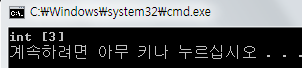 C:\Windows\system32\cmd.exe
int [3]
계속하려면 아무 키나 누르십시오 . . .